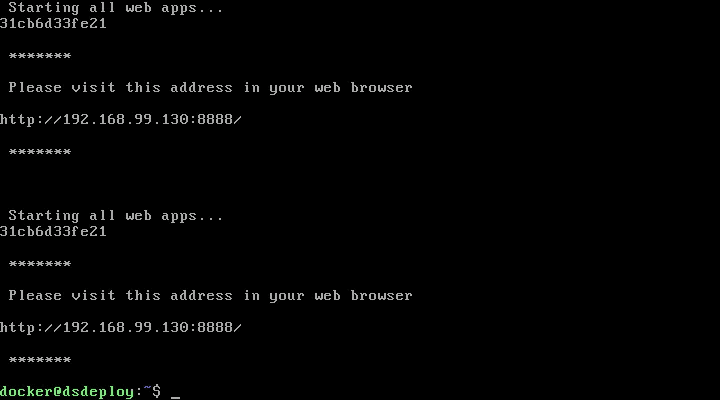 Starting all web apps...
31cb6d33fe21
*******
Please visit this address in your web browser
http://192.168.99.130:8888/
*******
Starting all web apps...
31cb6d33fe21
*******
Please visit this address in your web browser
http://192.168.99.130:8888/
*******
docker@dsdeploy:~$ _